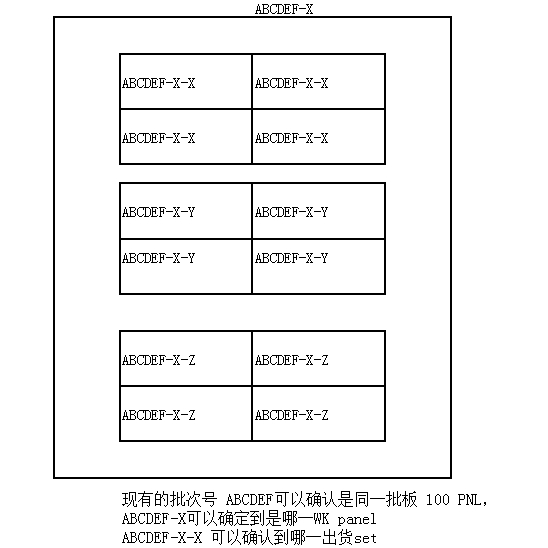 ABCDEF-X
ABCDEF-X-X ABCDEF-X-X
ABCDEF-X-X ABCDEF-X-X
ABCDEF-X-Y ABCDEF-X-Y
ABCDEF-X-Y ABCDEF-X-Y
ABCDEF-X-Z ABCDEF-X-Z
ABCDEF-X-Z ABCDEF-X-Z
现有的批次号 ABCDEF可以确认是同一批板 100 PNL,
ABCDEF-X可以确定到是哪一WK panel
ABCDEF-X-X 可以确认到哪一出货set